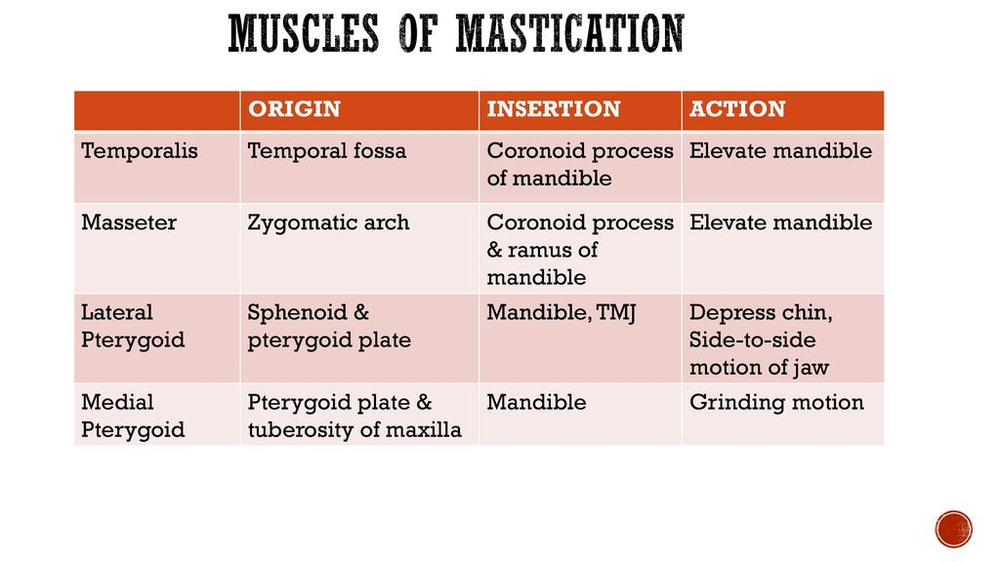 MUSCLES OF MASTICATION
ORIGIN INSERTION ACTION
Temporalis Temporal fossa Coronoid process Elevate mandible
of mandible
Masseter Zygomatic arch Coronoid process Elevate mandible
& ramus of
mandible
Lateral Sphenoid & Mandible, TMJ Depress chin,
Pterygoid pterygoid plate Side-to-side
motion of jaw
Medial Pterygoid plate & Mandible Grinding motion
Pterygoid tuberosity of maxilla